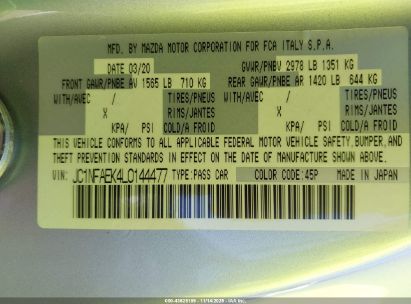 MFD. BY MAZDA MOTOR CORPORATION FOR FCA ITALY S.P.A.
DATE 03/20 GVWR/PNBV 2978 LB 1351 KG
FRONT GAWR/PNBE AV 1565 LB 710 KG REAR GAWR/PNBE AR 1420 LB 644 KG
WITH/AVEC / TIRES/PNEUS WITH/AVEC / TIRES/PNEUS
X RIMS/JANTES X RIMS/JANTES
KPA/ PSI COLD/A FROID KPA/ PSI COLD/A FROID
THIS VEHICLE CONFORMS TO ALL APPLICABLE FEDERAL MOTOR VEHICLE SAFETY, BUMPER,
AND THEFT PREVENTION STANDARDS IN EFFECT ON THE DATE OF MANUFACTURE SHOWN ABOVE.
JC1NFAEK4L0144477 TYPE:PASS CAR COLOR CODE:45P MADE IN JAPAN